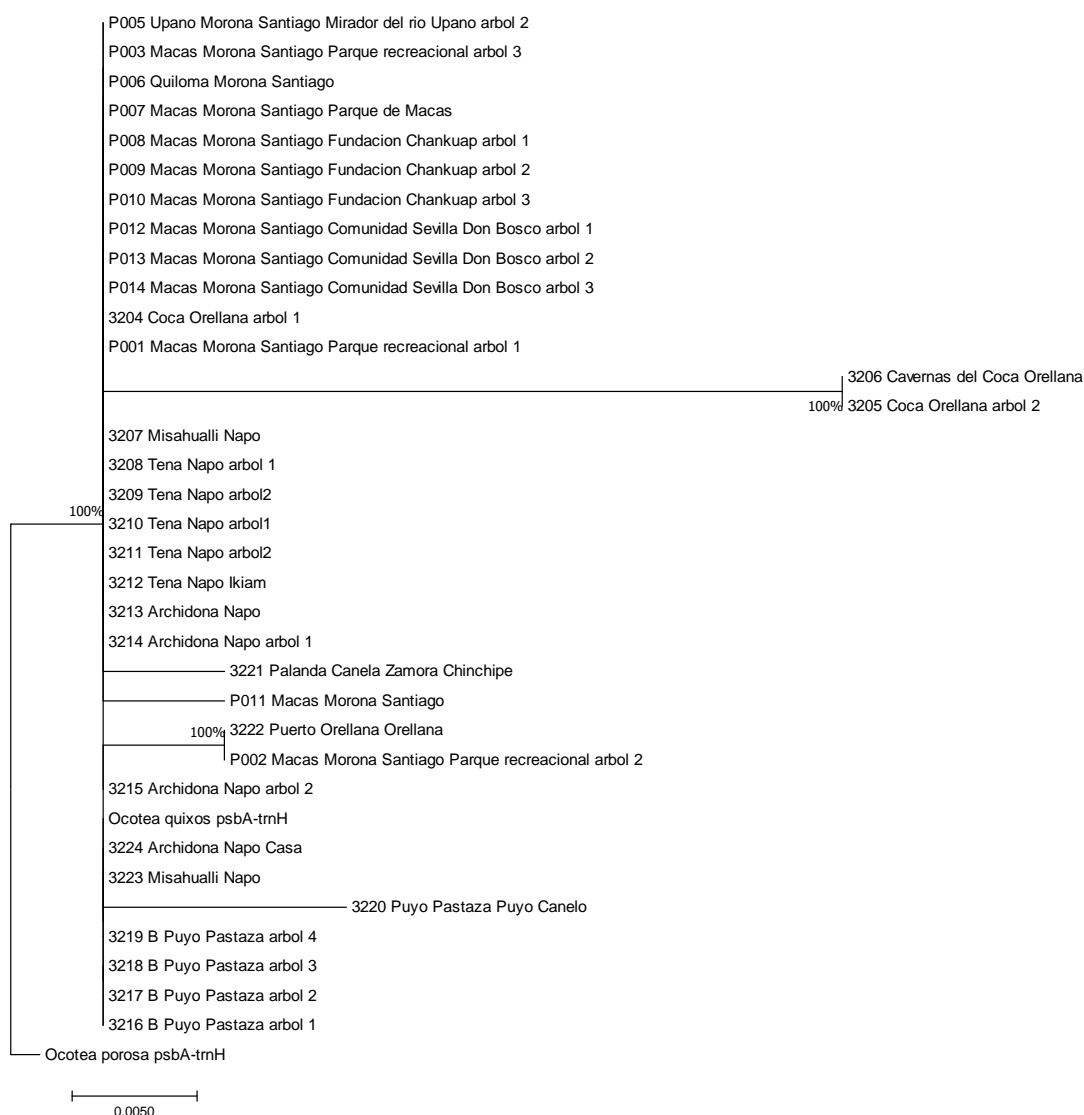 P005 Upano Morona Santiago Mirador del rio Upano arbol 2
P003 Macas Morona Santiago Parque recreacional arbol 3
P006 Quiloma Morona Santiago
P007 Macas Morona Santiago Parque de Macas
P008 Macas Morona Santiago Fundacion Chankuap arbol 1
P009 Macas Morona Santiago Fundacion Chankuap arbol 2
P010 Macas Morona Santiago Fundacion Chankuap arbol 3
P012 Macas Morona Santiago Comunidad Sevilla Don Bosco arbol 1
P013 Macas Morona Santiago Comunidad Sevilla Don Bosco arbol 2
P014 Macas Morona Santiago Comunidad Sevilla Don Bosco arbol 3
3204 Coca Orellana arbol 1
P001 Macas Morona Santiago Parque recreacional arbol 1
3206 Cavernas del Coca Orellana
100% 3205 Coca Orellana arbol 2
3207 Misahualli Napo
3208 Tena Napo arbol 1
3209 Tena Napo arbol2
100% 3210 Tena Napo arbol1
3211 Tena Napo arbol2
3212 Tena Napo Ikiam
3213 Archidona Napo
3214 Archidona Napo arbol 1
3221 Palanda Canela Zamora Chinchipe
P011 Macas Morona Santiago
100% 3222 Puerto Orellana Orellana
P002 Macas Morona Santiago Parque recreacional arbol 2
3215 Archidona Napo arbol 2
Ocotea quixos psbA-trnH
3224 Archidona Napo Casa
3223 Misahualli Napo
3220 Puyo Pastaza Puyo Canelo
3219 B Puyo Pastaza arbol 4
3218 B Puyo Pastaza arbol 3
3217 B Puyo Pastaza arbol 2
3216 B Puyo Pastaza arbol 1
Ocotea porosa psbA-trnH
0.0050